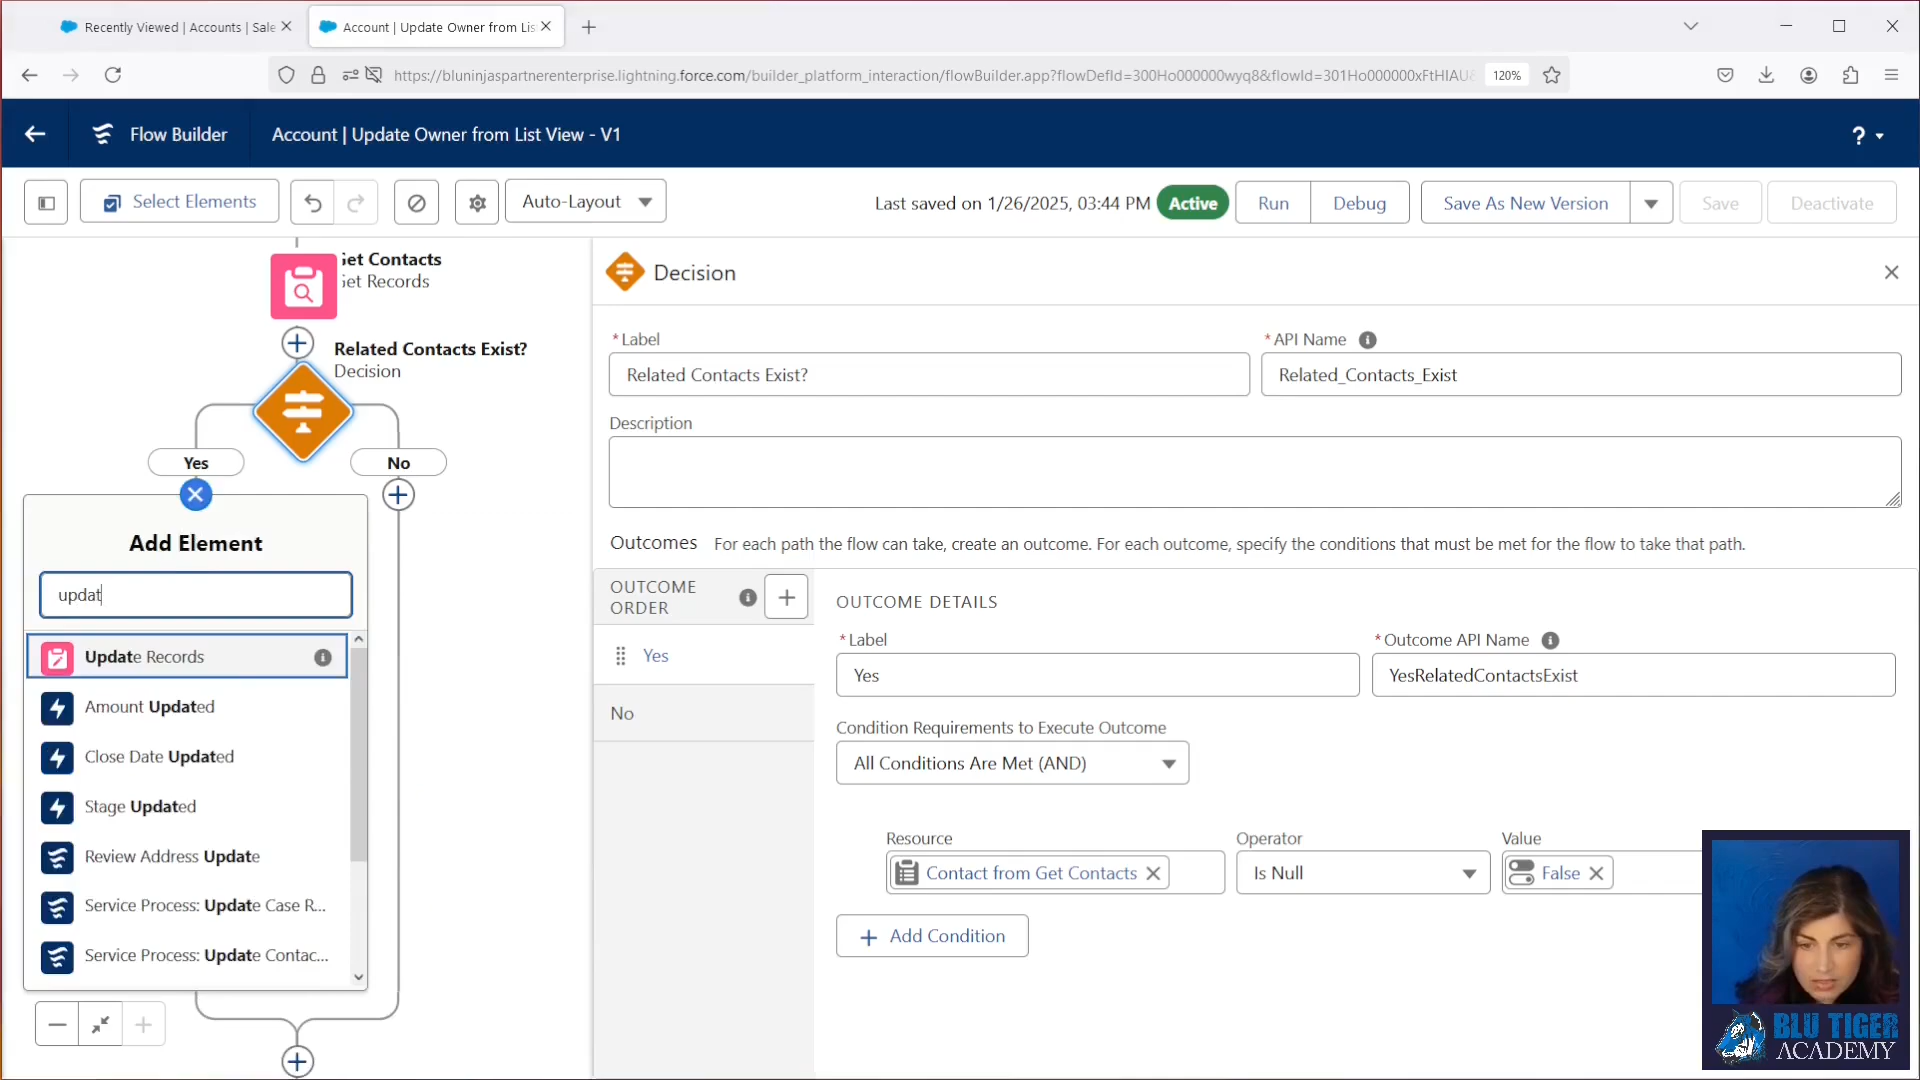 Recently Viewed | Accounts | Sale
Account | Update Owner from Lis
https://bluninjaspartnerenterprise.lightning.force.com/builder_platform_interaction/flowBuilder.app?flowDefId=300Ho000000wyq8&flowId=301Ho000000xFtHIAU&
120%
Flow Builder
Account | Update Owner from List View - V1
?
Select Elements
Auto-Layout
Last saved on 1/26/2025, 03:44 PM
Active
Run
Debug
Save As New Version
Save
Deactivate
Get Contacts
Get Records
Related Contacts Exist?
Decision
Yes
No
Add Element
updat
Update Records
Amount Updated
Close Date Updated
Stage Updated
Review Address Update
Service Process: Update Case R...
Service Process: Update Contac...
Decision
*Label
Related Contacts Exist?
*API Name
Related_Contacts_Exist
Description
Outcomes For each path the flow can take, create an outcome. For each outcome, specify the conditions that must be met for the flow to take that path.
OUTCOME
ORDER
Yes
No
OUTCOME DETAILS
*Label
Yes
*Outcome API Name
YesRelatedContactsExist
Condition Requirements to Execute Outcome
All Conditions Are Met (AND)
Resource
Contact from Get Contacts
Operator
Is Null
Value
False
Add Condition
BLU TIGER
ACADEMY